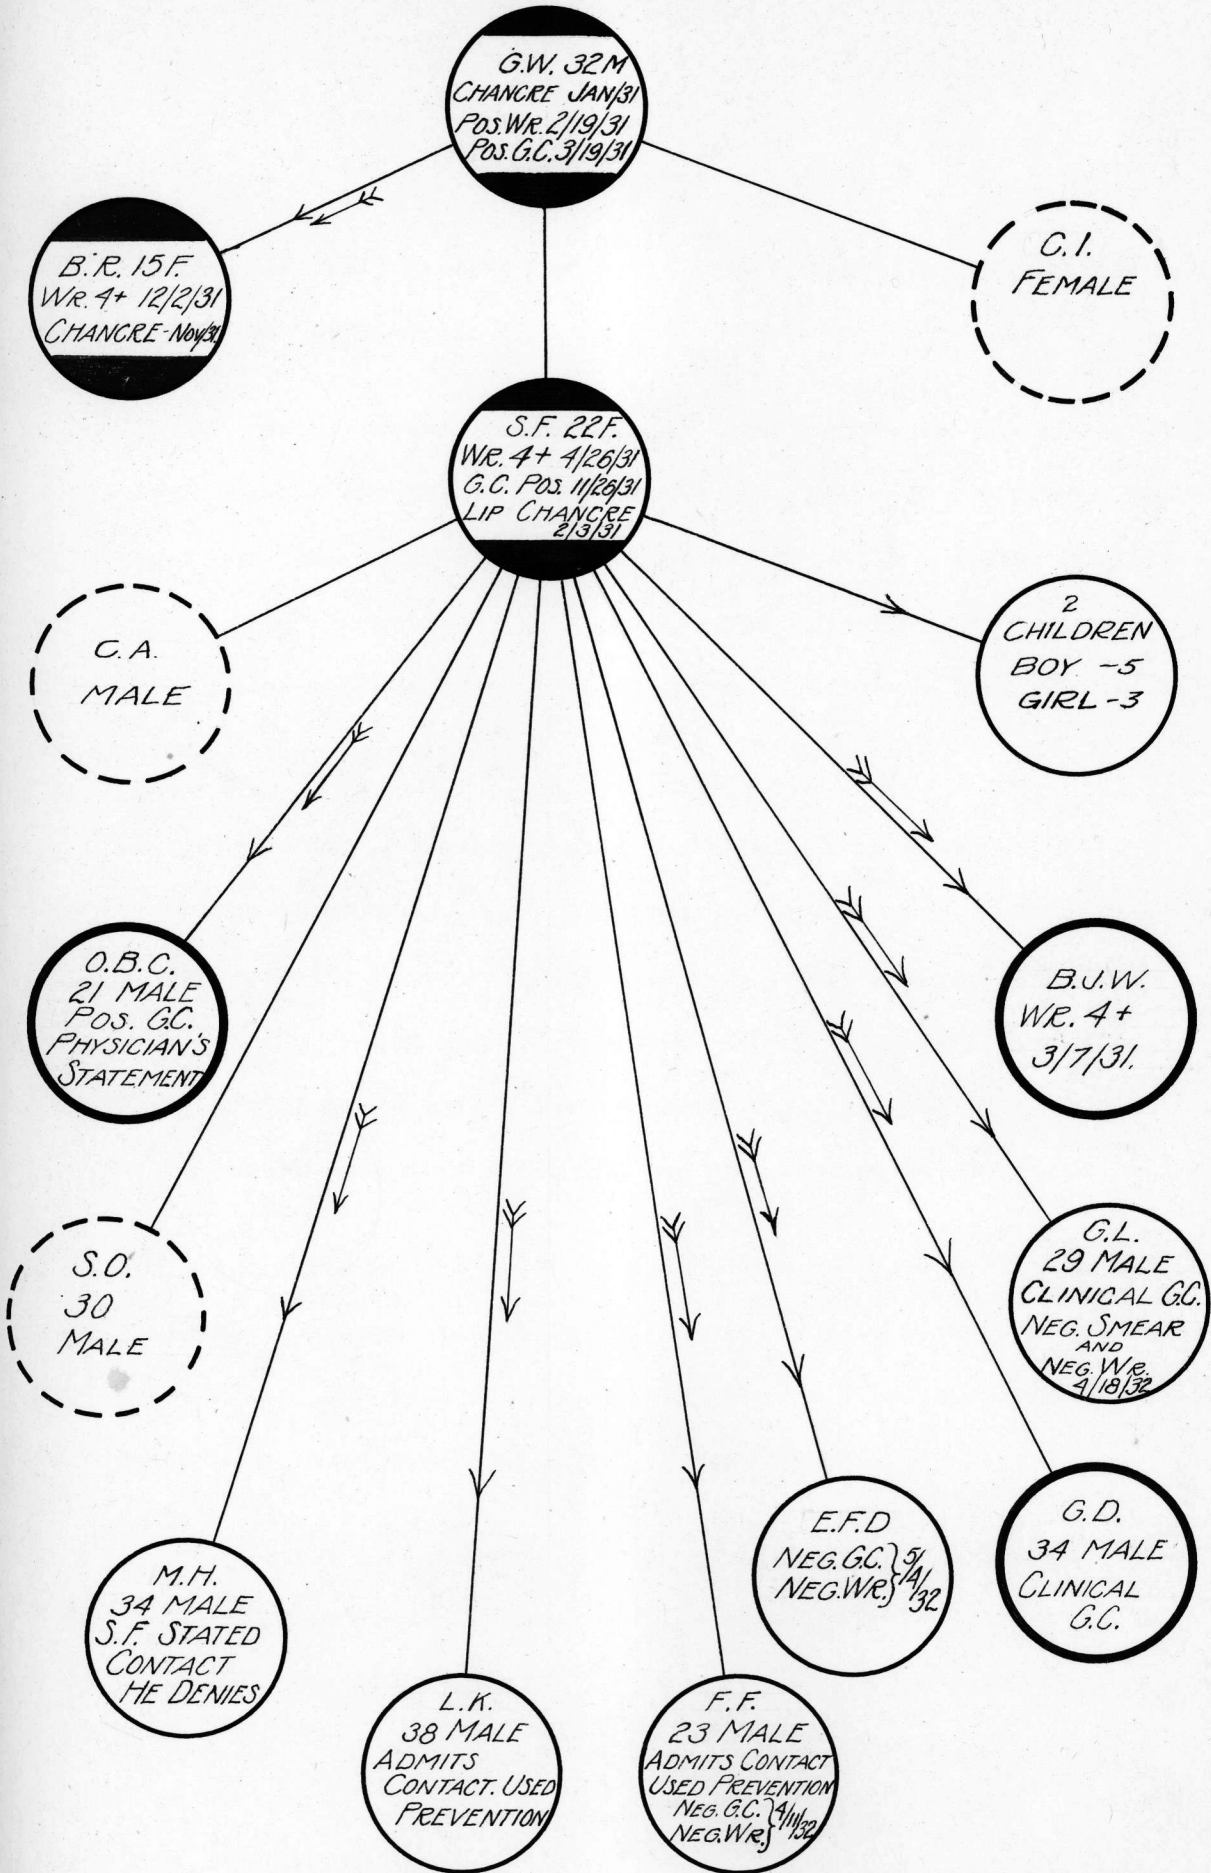 G.W. 32M
CHANCRE JAN/31
POS. WR. 2/19/31
POS. G.C. 3/19/31
B.R. 15F.
WR. 4+ 12/2/31
CHANCRE-NOV/31.
C.I.
FEMALE
S.F. 22F.
WR. 4+ 4/26/31
G.C. POS. 11/26/31
LIP CHANCRE
2/3/31
C.A.
MALE
2
CHILDREN
BOY -5
GIRL -3
O.B.C.
21 MALE
POS. G.C.
PHYSICIAN'S
STATEMENT
B.J.W.
WR. 4+
3/7/31.
S.O.
30
MALE
G.L.
29 MALE
CLINICAL G.C.
NEG. SMEAR
AND
NEG. WR.
4/18/32
M.H.
34 MALE
S.F. STATED
CONTACT
HE DENIES
L.K.
38 MALE
ADMITS
CONTACT. USED
PREVENTION
F.F.
23 MALE
ADMITS CONTACT
USED PREVENTION
NEG. G.C. } 4/11/32
NEG. WR. }
E.F.D
NEG. G.C. } 5/4/32
NEG. WR. }
G.D.
34 MALE
CLINICAL
G.C.